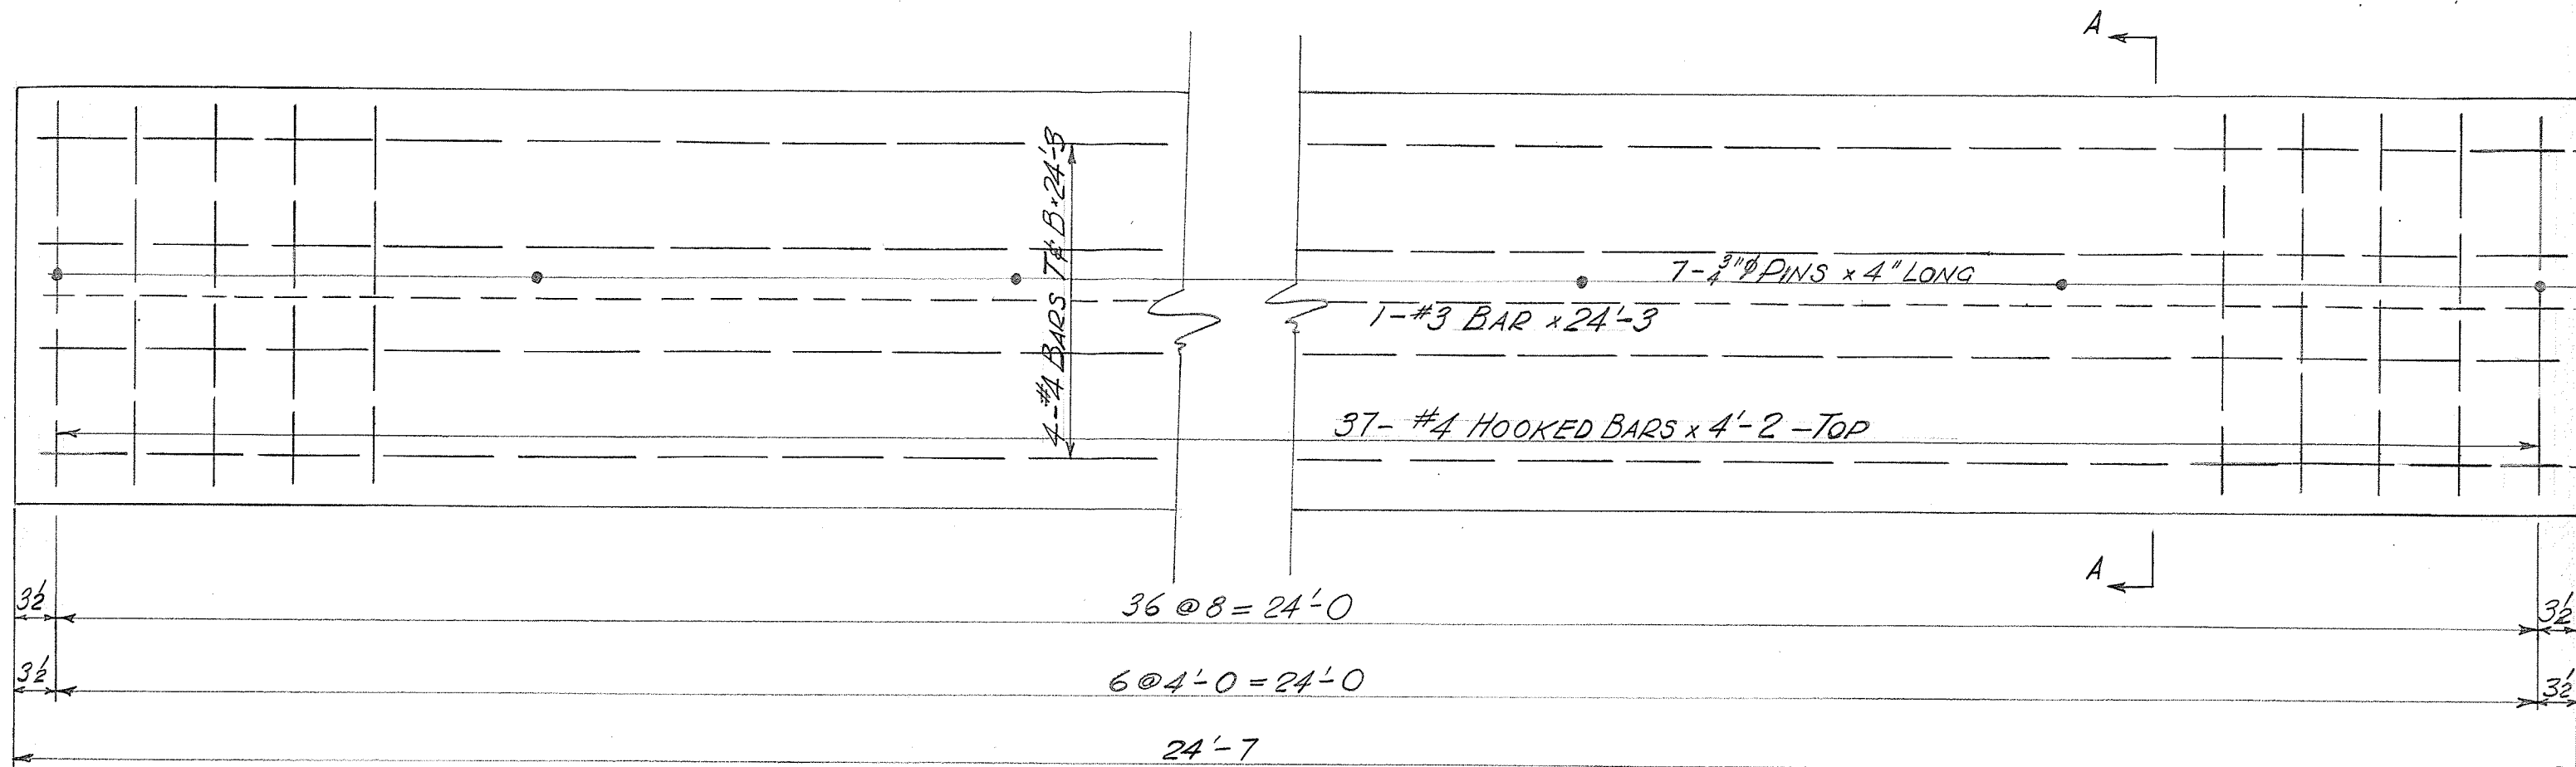 A
4-#4 BARS T&B×24'-3
7-3/4"φ PINS × 4" LONG
1-#3 BAR × 24'-3
37- #4 HOOKED BARS × 4'-2 -TOP
A
3½
36 @ 8 = 24'-0
3½
3½
6 @ 4'-0 = 24'-0
3½
24'-7